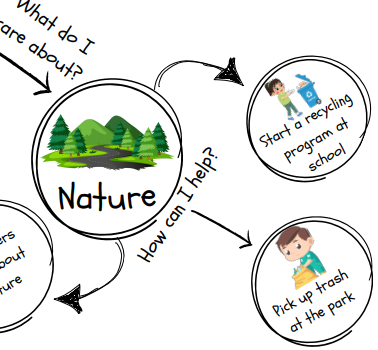 What do I
care about?
Nature
How can I help?
Start a recycling
program at
school
Pick up trash
at the park